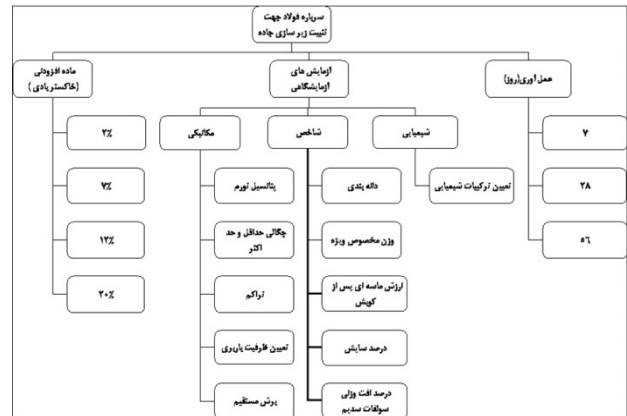 سرباره فولاد جهت
تثبیت زیر سازی جاده
عمل آوری(روز)
۷
۲۸
۵۶
آزمایش های
آزمایشگاهی
شیمیایی
تعیین ترکیبات شیمیایی
شاخص
دانه بندی
وزن مخصوص ویژه
ارزش ماسه ای پس از
کوبش
درصد سایش
درصد افت وزنی
سولفات سدیم
مکانیکی
پتانسیل تورم
چگالی حداقل و حد
اکثر
تراکم
تعیین ظرفیت باربری
برش مستقیم
ماده افزودنی
(خاکستر بادی )
۳%
۷%
۱۳%
۲۰%